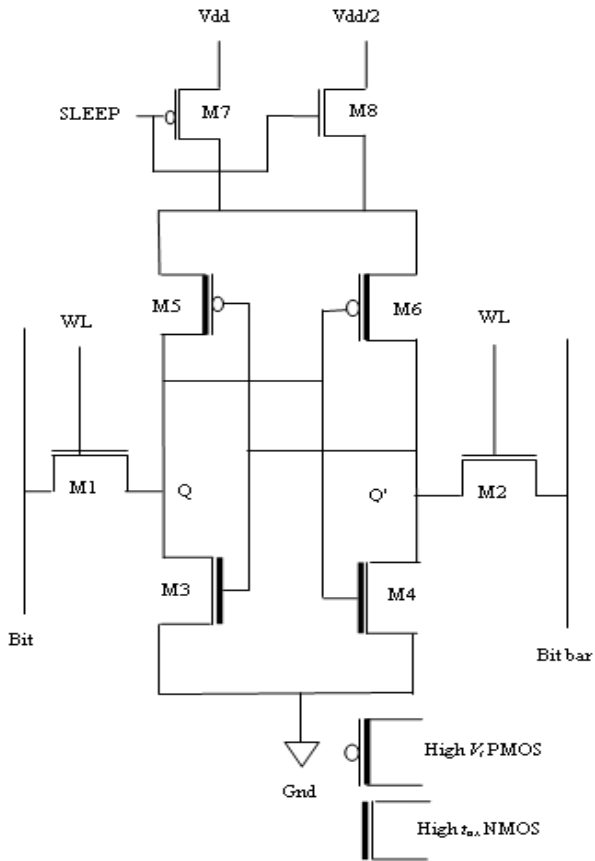 Vdd Vdd/2
SLEEP M7 M8
M5 M6
WL WL
M1 Q Q' M2
M3 M4
Bit Bit bar
High Vt PMOS
Gnd
High NMOS